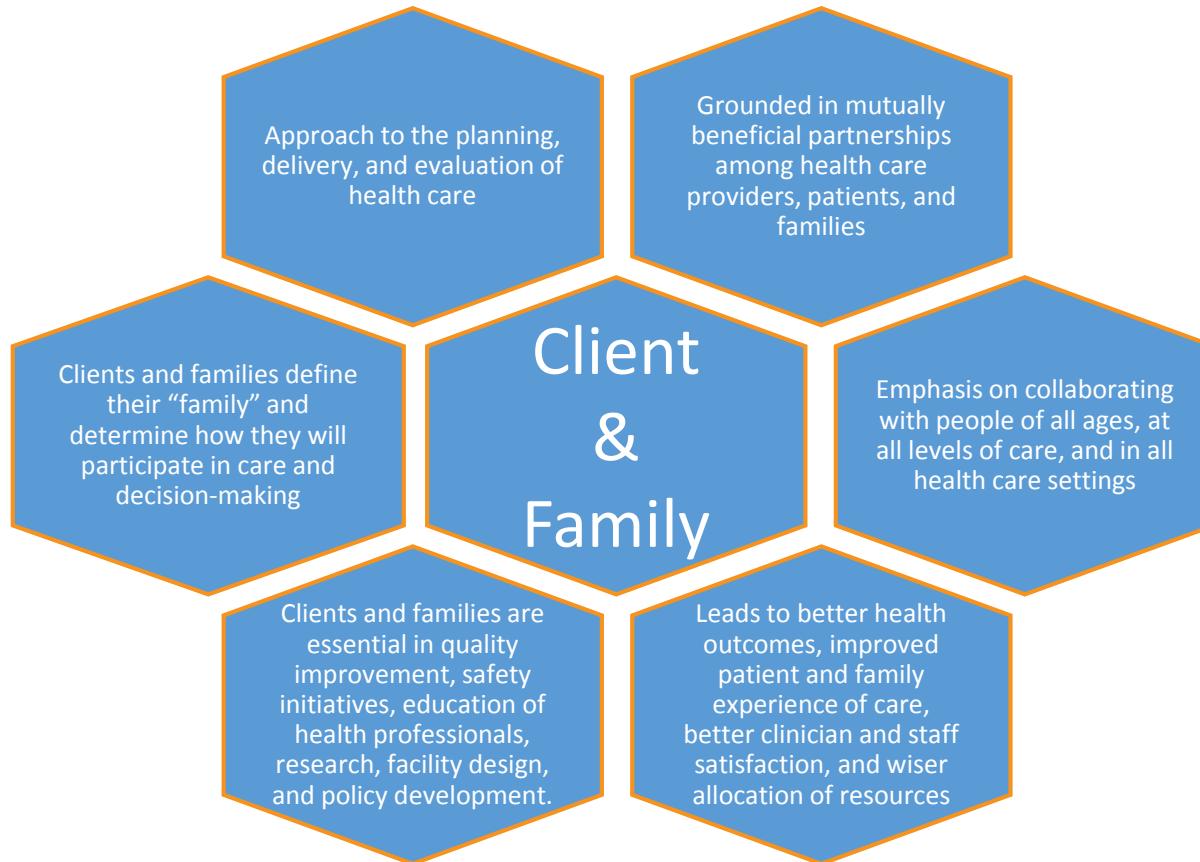 Approach to the planning,
delivery, and evaluation of
health care
Grounded in mutually
beneficial partnerships
among health care
providers, patients, and
families
Clients and families define
their “family” and
determine how they will
participate in care and
decision-making
Client
&
Family
Emphasis on collaborating
with people of all ages, at
all levels of care, and in all
health care settings
Clients and families are
essential in quality
improvement, safety
initiatives, education of
health professionals,
research, facility design,
and policy development.
Leads to better health
outcomes, improved
patient and family
experience of care,
better clinician and staff
satisfaction, and wiser
allocation of resources